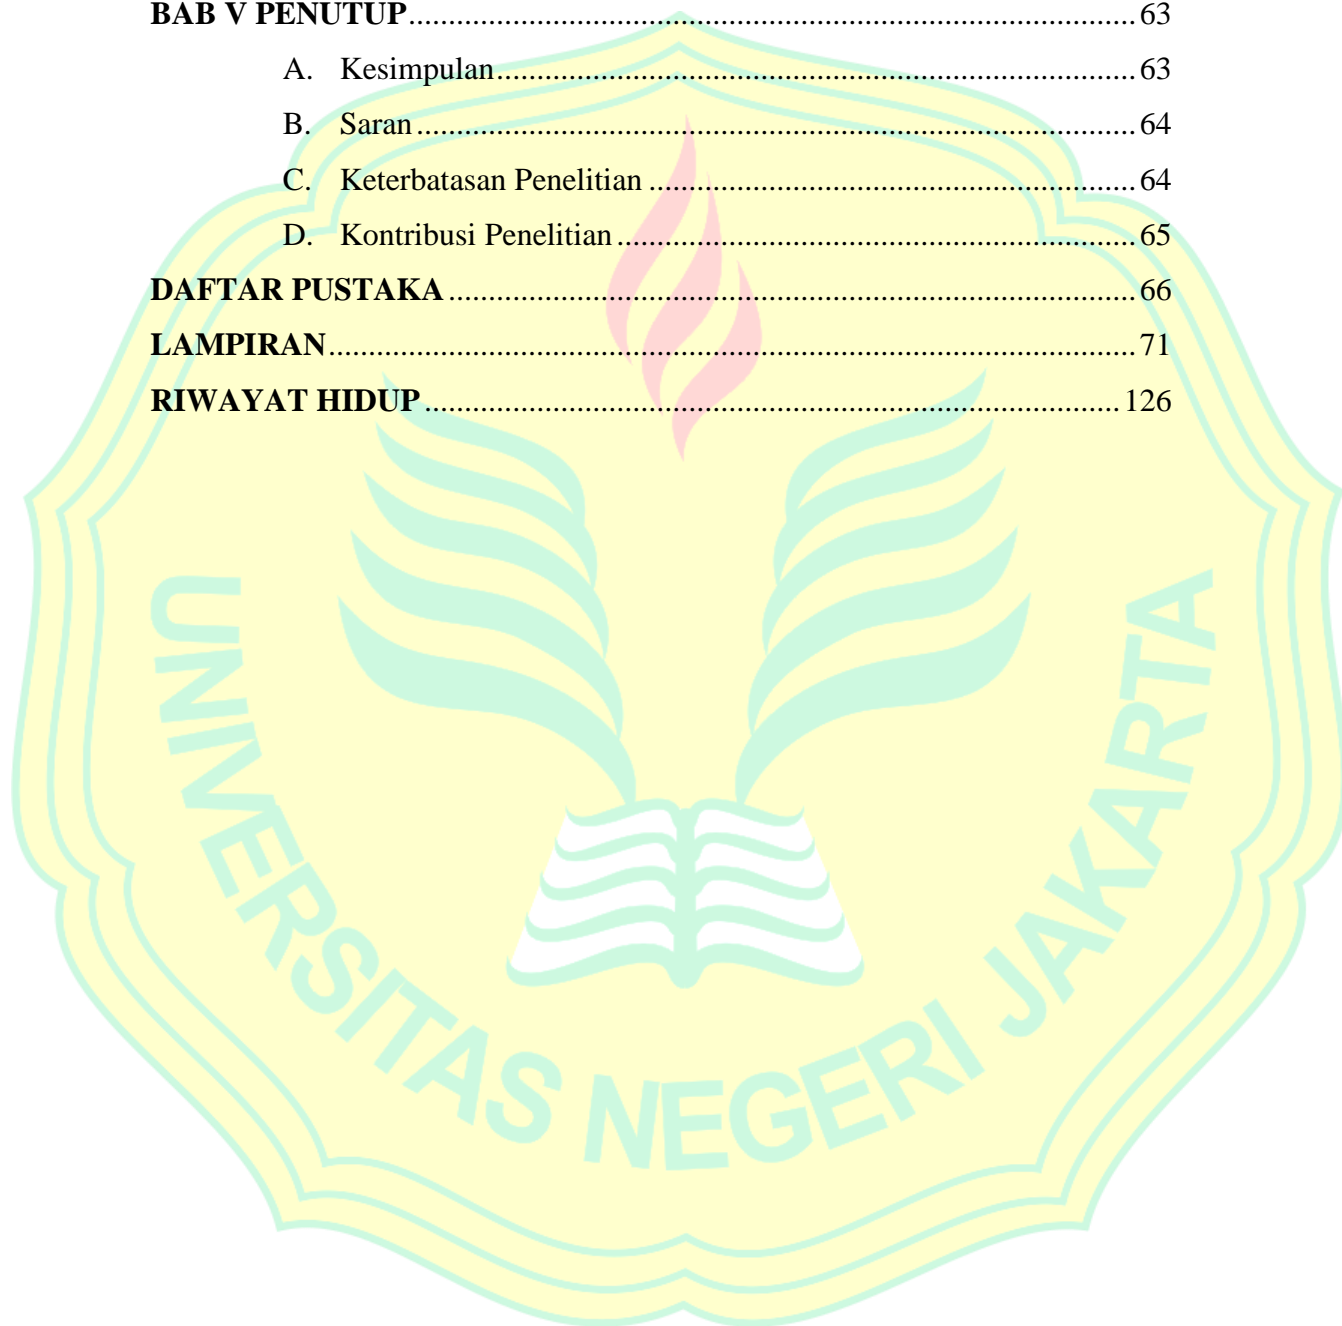 BAB V PENUTUP........................................................................................... 63
A. Kesimpulan................................................................................ 63
B. Saran.......................................................................................... 64
C. Keterbatasan Penelitian ............................................................. 64
D. Kontribusi Penelitian ................................................................. 65
DAFTAR PUSTAKA ...................................................................................... 66
LAMPIRAN..................................................................................................... 71
RIWAYAT HIDUP ....................................................................................... 126
UNIVERSITAS NEGERI JAKARTA